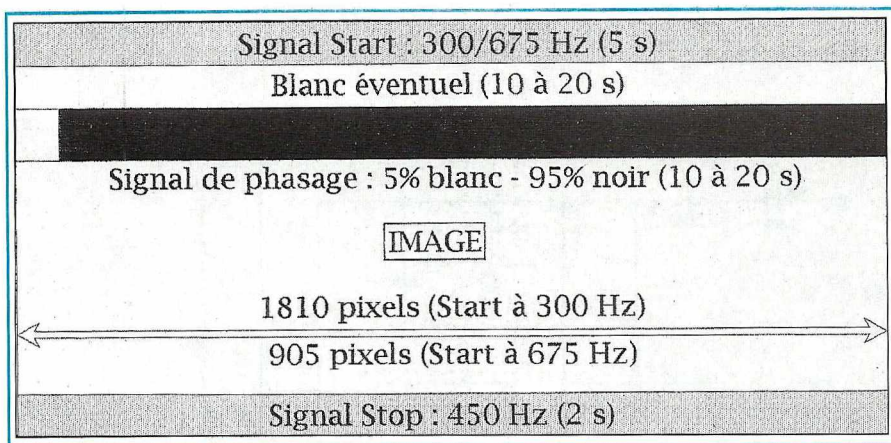 Signal Start : 300/675 Hz (5 s)
Blanc éventuel (10 à 20 s)
Signal de phasage : 5% blanc - 95% noir (10 à 20 s)
IMAGE
1810 pixels (Start à 300 Hz)
905 pixels (Start à 675 Hz)
Signal Stop : 450 Hz (2 s)